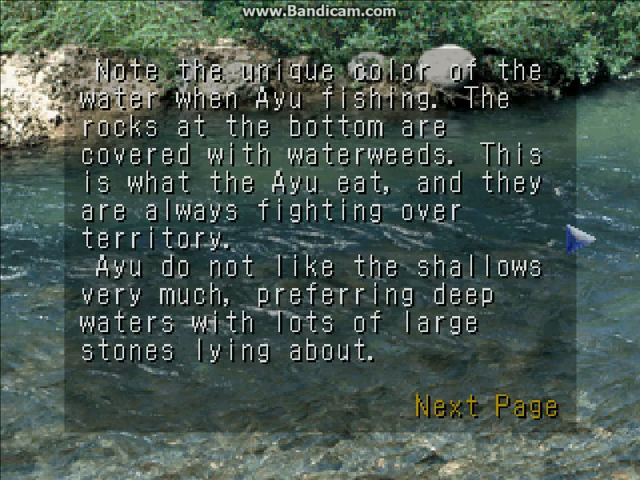 www.Bandicam.com
Note the unique color of the
water when Ayu fishing. The
rocks at the bottom are
covered with waterweeds. This
is what the Ayu eat, and they
are always fighting over
territory.
Ayu do not like the shallows
very much, preferring deep
waters with lots of large
stones lying about.
Next Page